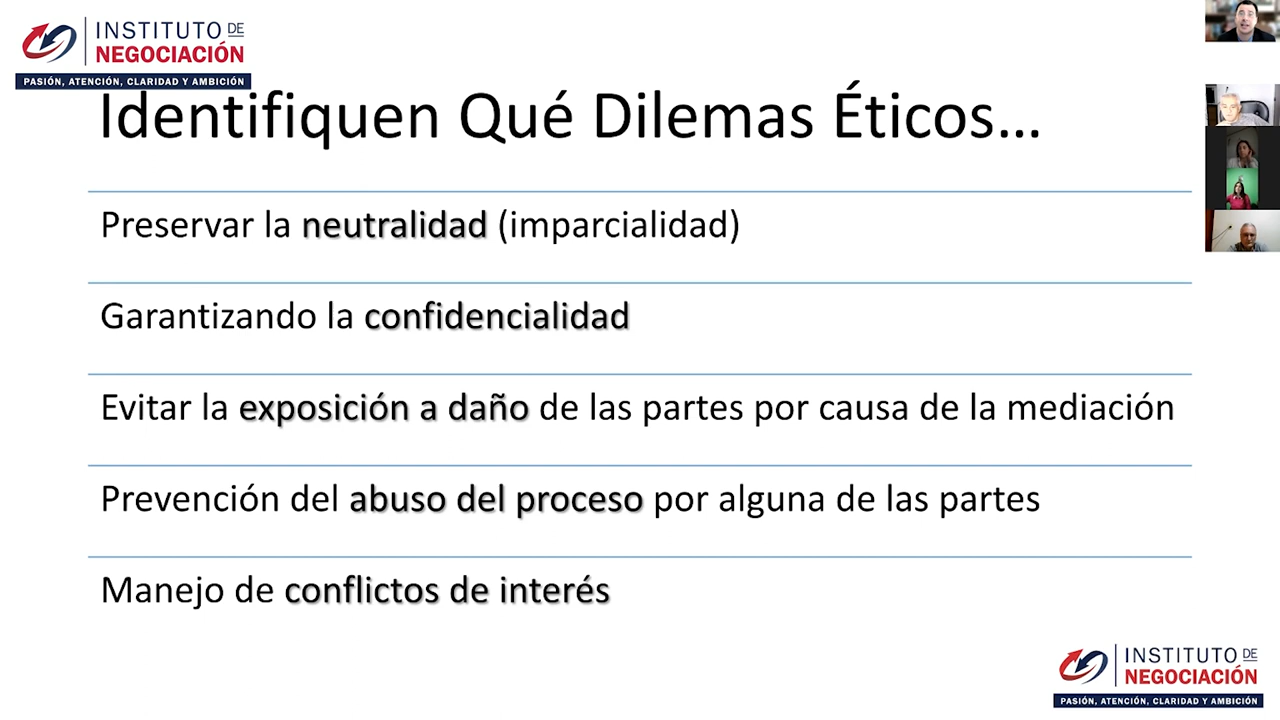 INSTITUTO DE
NEGOCIACIÓN
PASIÓN, ATENCIÓN, CLARIDAD Y AMBICIÓN
Identifiquen Qué Dilemas Éticos...
Preservar la neutralidad (imparcialidad)
Garantizando la confidencialidad
Evitar la exposición a daño de las partes por causa de la mediación
Prevención del abuso del proceso por alguna de las partes
Manejo de conflictos de interés
INSTITUTO DE
NEGOCIACIÓN
PASIÓN, ATENCIÓN, CLARIDAD Y AMBICIÓN